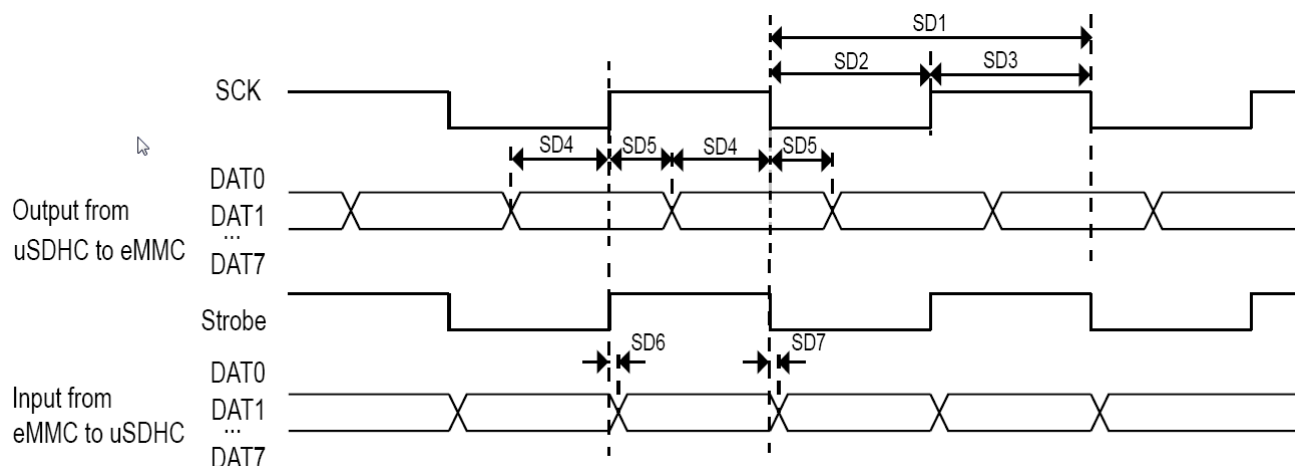 SD1
SD2 SD3
SCK
SD4 SD5 SD4 SD5
DAT0
Output from DAT1
...
uSDHC to eMMC
DAT7
Strobe
SD6 SD7
DAT0
Input from DAT1
...
eMMC to uSDHC
DAT7